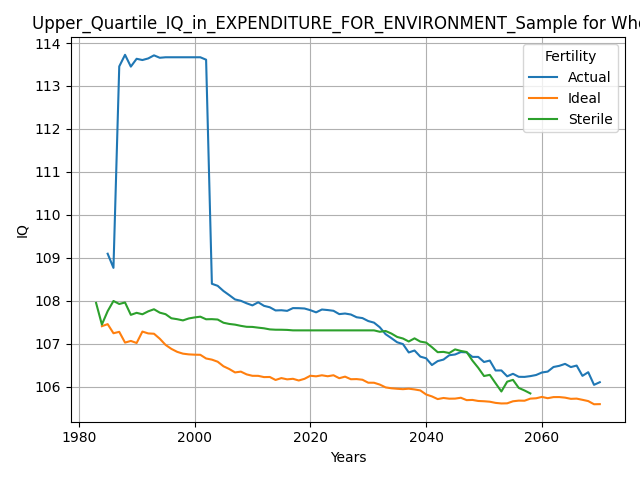 Upper_Quartile_IQ_in_EXPENDITURE_FOR_ENVIRONMENT_Sample for Whe
114
113
112
111
110
109
108
107
106
IQ
Fertility
Actual
Ideal
Sterile
1980
2000
2020
2040
2060
Years